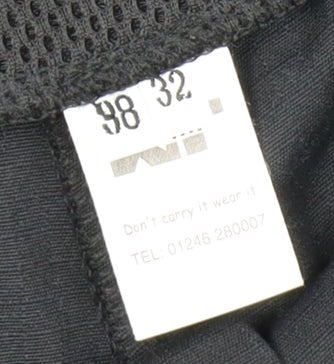 98 32
Don't carry it wear it
TEL: 01246 280007